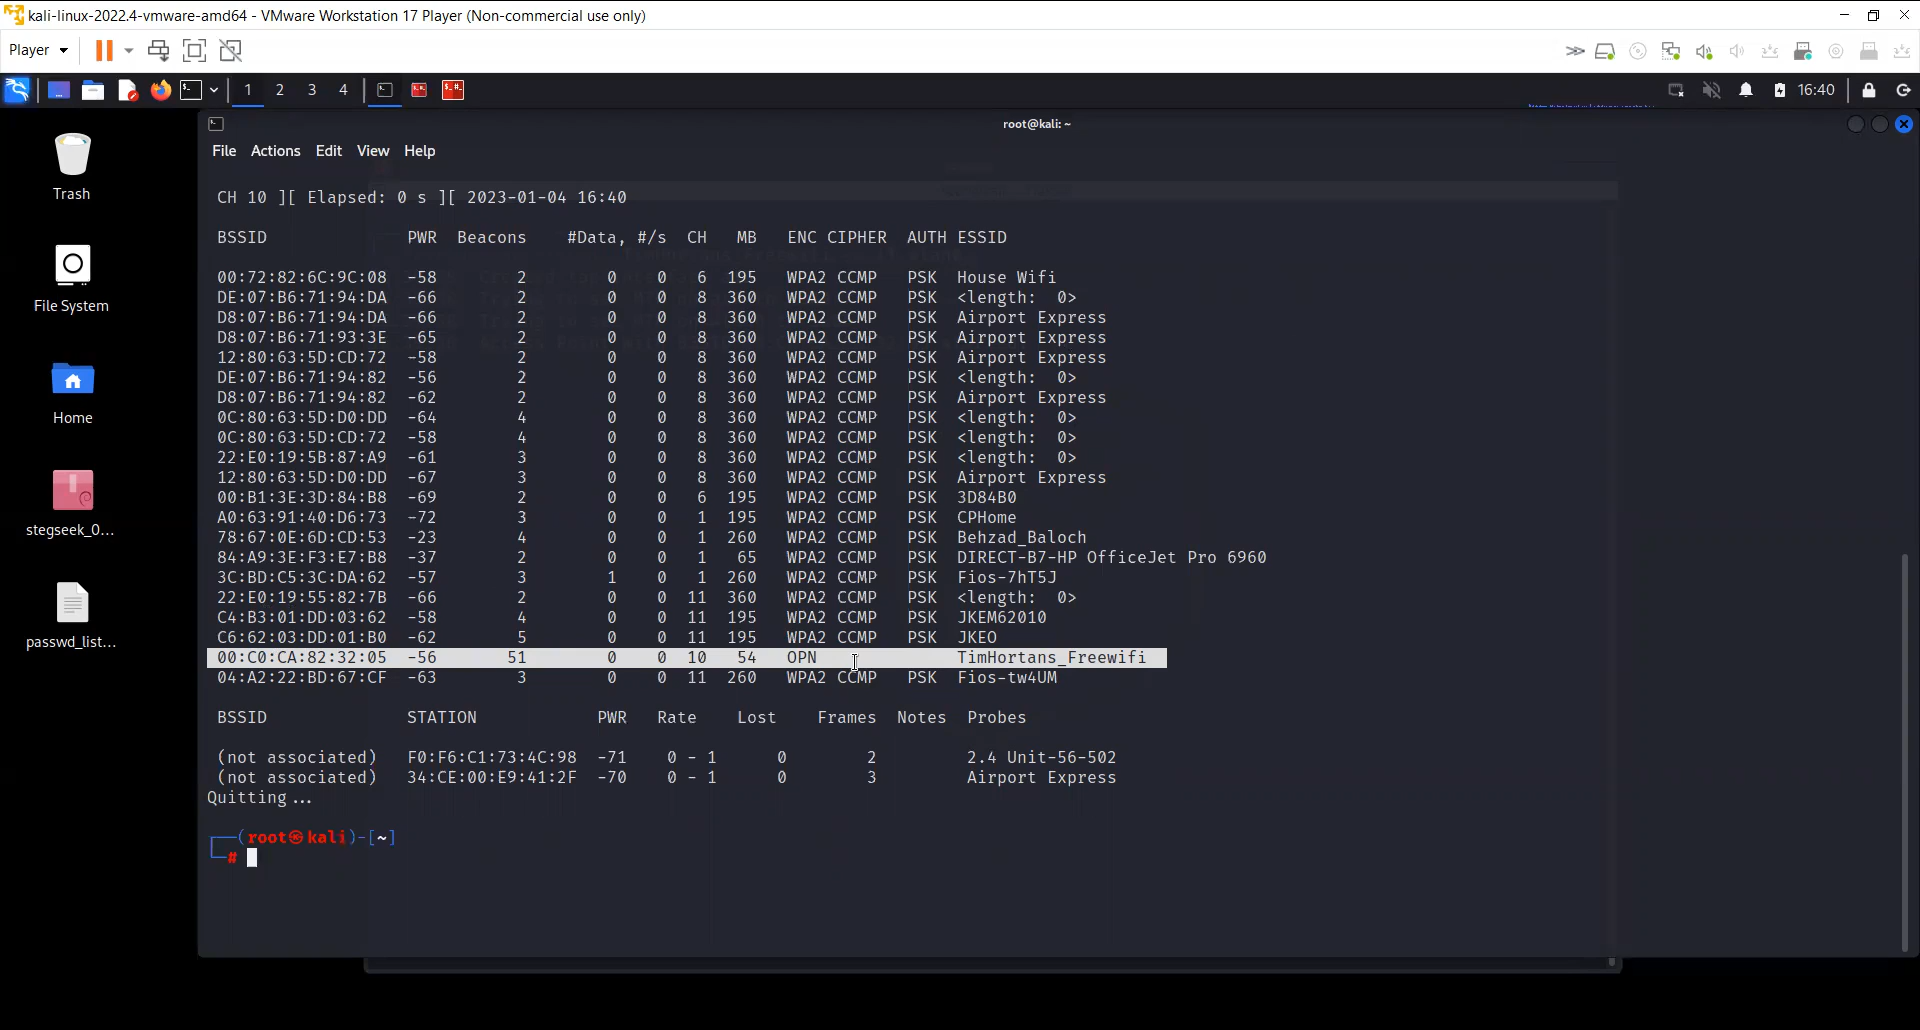 kali-linux-2022.4-vmware-amd64 - VMware Workstation 17 Player (Non-commercial use only)
Player
1 2 3 4 16:40
root@kali: ~
File Actions Edit View Help
Trash
File System
Home
stegseek_0...
passwd_list...
CH 10 ][ Elapsed: 0 s ][ 2023-01-04 16:40
BSSID PWR Beacons #Data, #/s CH MB ENC CIPHER AUTH ESSID
00:72:82:6C:9C:08 -58 2 0 0 6 195 WPA2 CCMP PSK House Wifi
DE:07:B6:71:94:DA -66 2 0 0 8 360 WPA2 CCMP PSK <length: 0>
D8:07:B6:71:94:DA -66 2 0 0 8 360 WPA2 CCMP PSK Airport Express
D8:07:B6:71:93:3E -65 2 0 0 8 360 WPA2 CCMP PSK Airport Express
12:80:63:5D:CD:72 -58 2 0 0 8 360 WPA2 CCMP PSK Airport Express
DE:07:B6:71:94:82 -56 2 0 0 8 360 WPA2 CCMP PSK <length: 0>
D8:07:B6:71:94:82 -62 2 0 0 8 360 WPA2 CCMP PSK Airport Express
0C:80:63:5D:D0:DD -64 4 0 0 8 360 WPA2 CCMP PSK <length: 0>
0C:80:63:5D:CD:72 -58 4 0 0 8 360 WPA2 CCMP PSK <length: 0>
22:E0:19:5B:87:A9 -61 3 0 0 8 360 WPA2 CCMP PSK <length: 0>
12:80:63:5D:D0:DD -67 3 0 0 8 360 WPA2 CCMP PSK Airport Express
00:B1:3E:3D:84:B8 -69 2 0 0 6 195 WPA2 CCMP PSK 3D84B0
A0:63:91:40:D6:73 -72 3 0 0 1 195 WPA2 CCMP PSK CPHome
78:67:0E:6D:CD:53 -23 4 0 0 1 260 WPA2 CCMP PSK Behzad_Baloch
84:A9:3E:F3:E7:B8 -37 2 0 0 1 65 WPA2 CCMP PSK DIRECT-B7-HP OfficeJet Pro 6960
3C:BD:C5:3C:DA:62 -57 3 1 0 1 260 WPA2 CCMP PSK Fios-7hT5J
22:E0:19:55:82:7B -66 2 0 0 11 360 WPA2 CCMP PSK <length: 0>
C4:B3:01:DD:03:62 -58 4 0 0 11 195 WPA2 CCMP PSK JKEM62010
C6:62:03:DD:01:B0 -62 5 0 0 11 195 WPA2 CCMP PSK JKEO
00:C0:CA:82:32:05 -56 51 0 0 10 54 OPN TimHortans_Freewifi
04:A2:22:BD:67:CF -63 3 0 0 11 260 WPA2 CCMP PSK Fios-tw4UM
BSSID STATION PWR Rate Lost Frames Notes Probes
(not associated) F0:F6:C1:73:4C:98 -71 0 - 1 0 2 2.4 Unit-56-502
(not associated) 34:CE:00:E9:41:2F -70 0 - 1 0 3 Airport Express
Quitting...
┌──(root㉿kali)-[~]
└─#